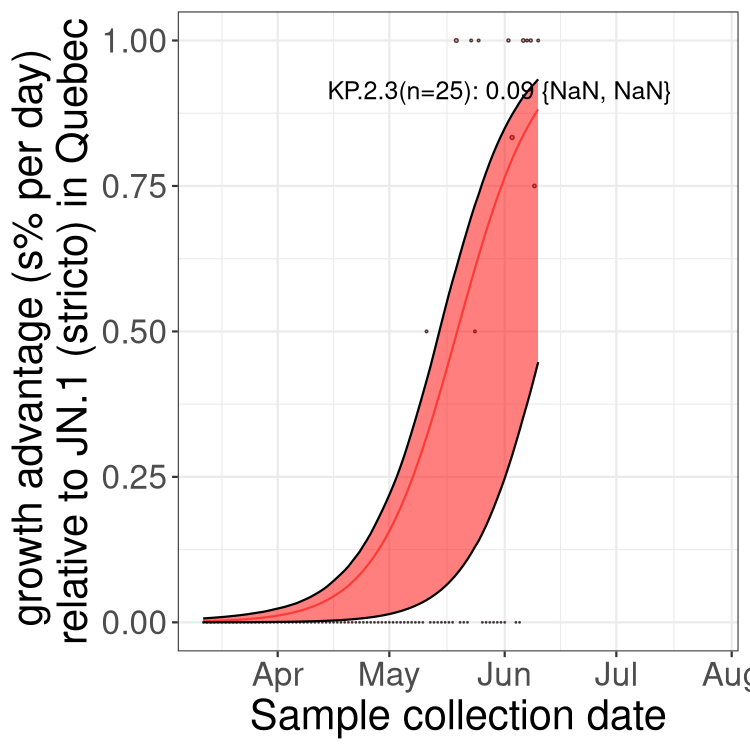 growth advantage (s% per day)
relative to JN.1 (stricto) in Quebec
1.00
0.75
0.50
0.25
0.00
KP.2.3(n=25): 0.09 {NaN, NaN}
Apr May Jun Jul Aug
Sample collection date